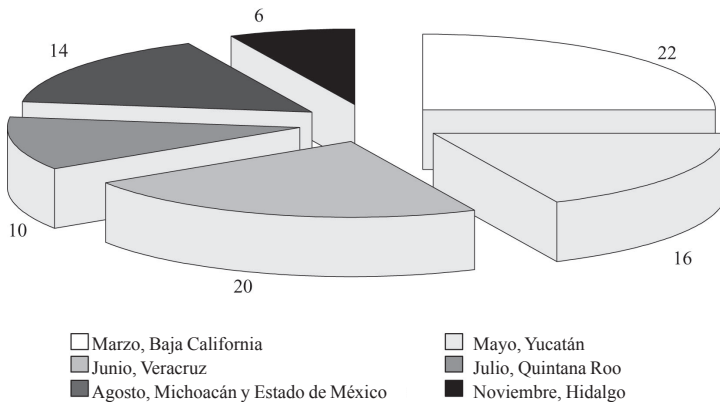 6
14
22
10
16
20
Marzo, Baja California
Mayo, Yucatán
Junio, Veracruz
Julio, Quintana Roo
Agosto, Michoacán y Estado de México
Noviembre, Hidalgo